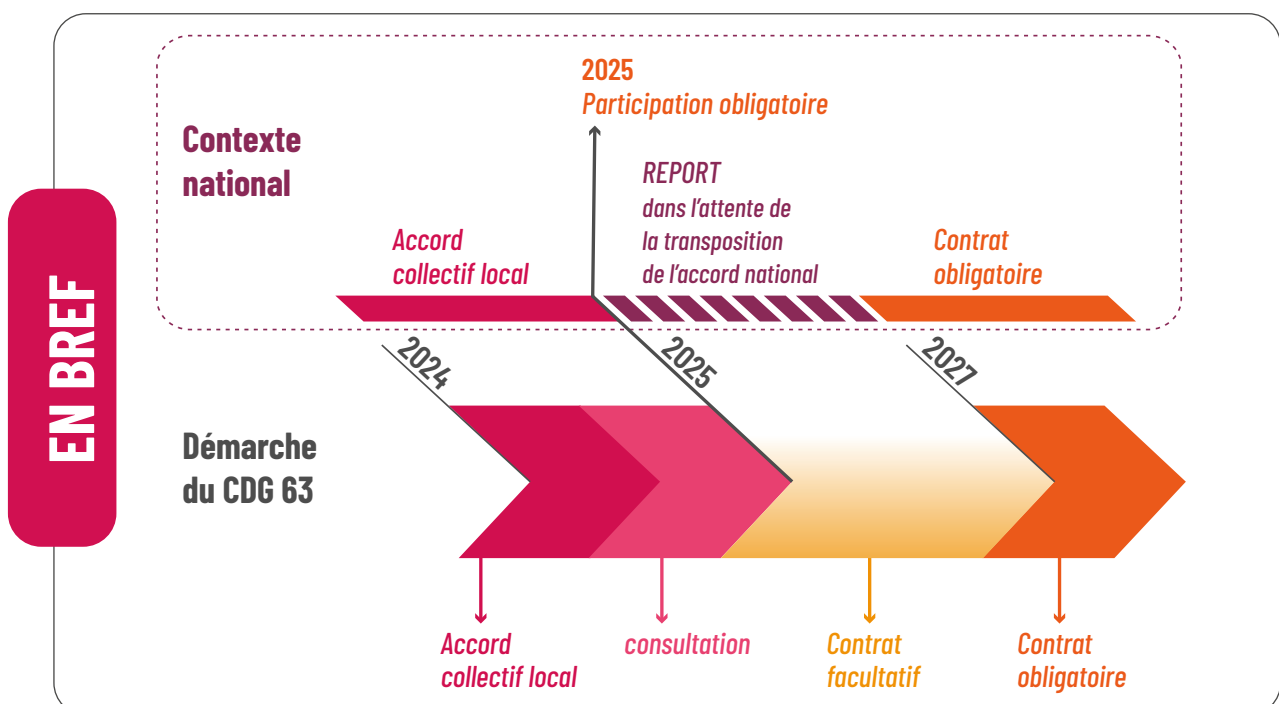 EN BREF
Contexte
national
2025
Participation obligatoire
REPORT
dans l'attente de
la transposition
de l'accord national
Accord
collectif local
Contrat
obligatoire
2024
2025
2027
Démarche
du CDG 63
Accord
collectif local
consultation
Contrat
facultatif
Contrat
obligatoire